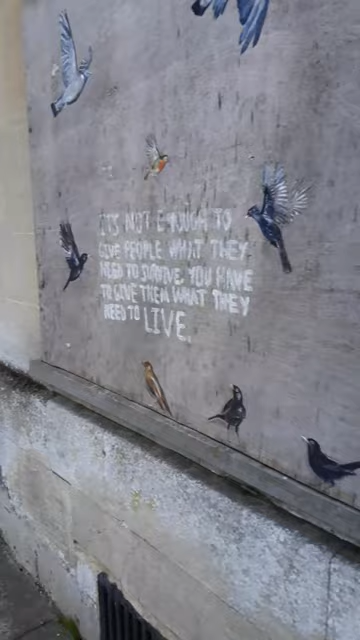 IT'S NOT ENOUGH TO
GIVE PEOPLE WHAT THEY
NEED TO SURVIVE. YOU HAVE
TO GIVE THEM WHAT THEY
NEED TO LIVE.